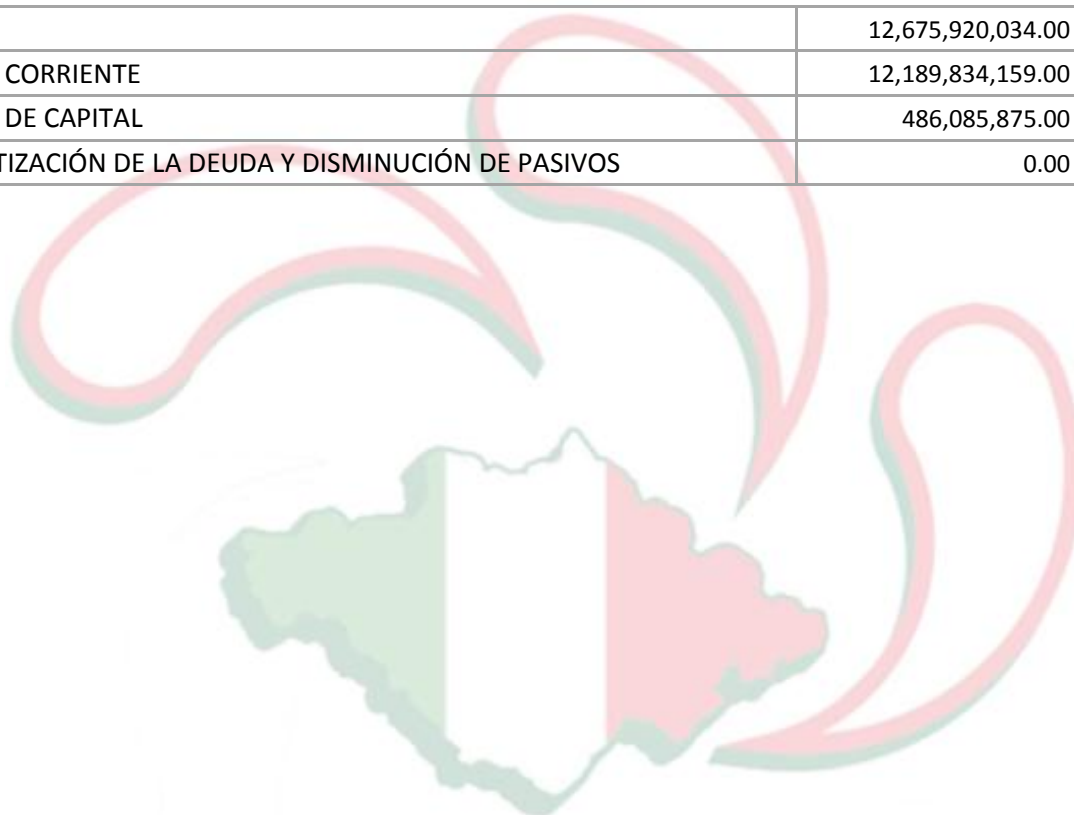 12,675,920,034.00
CORRIENTE 12,189,834,159.00
DE CAPITAL 486,085,875.00
TIZACIÓN DE LA DEUDA Y DISMINUCIÓN DE PASIVOS 0.00